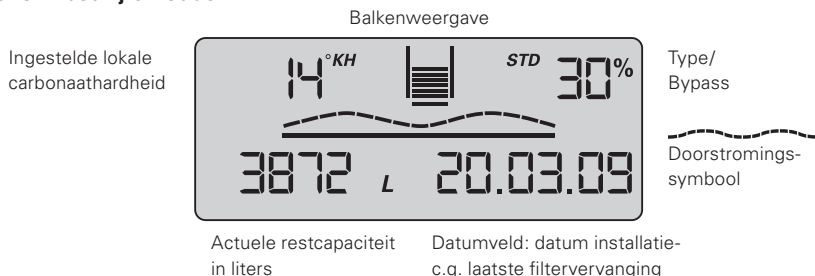 Balkenweergave
Ingestelde lokale
carbonaathardheid
14 °KH
STD 30%
Type/
Bypass
3872 L 20.03.09
Doorstromings-
symbool
Actuele restcapaciteit
in liters
Datumveld: datum installatie-
c.q. laatste filtervervanging